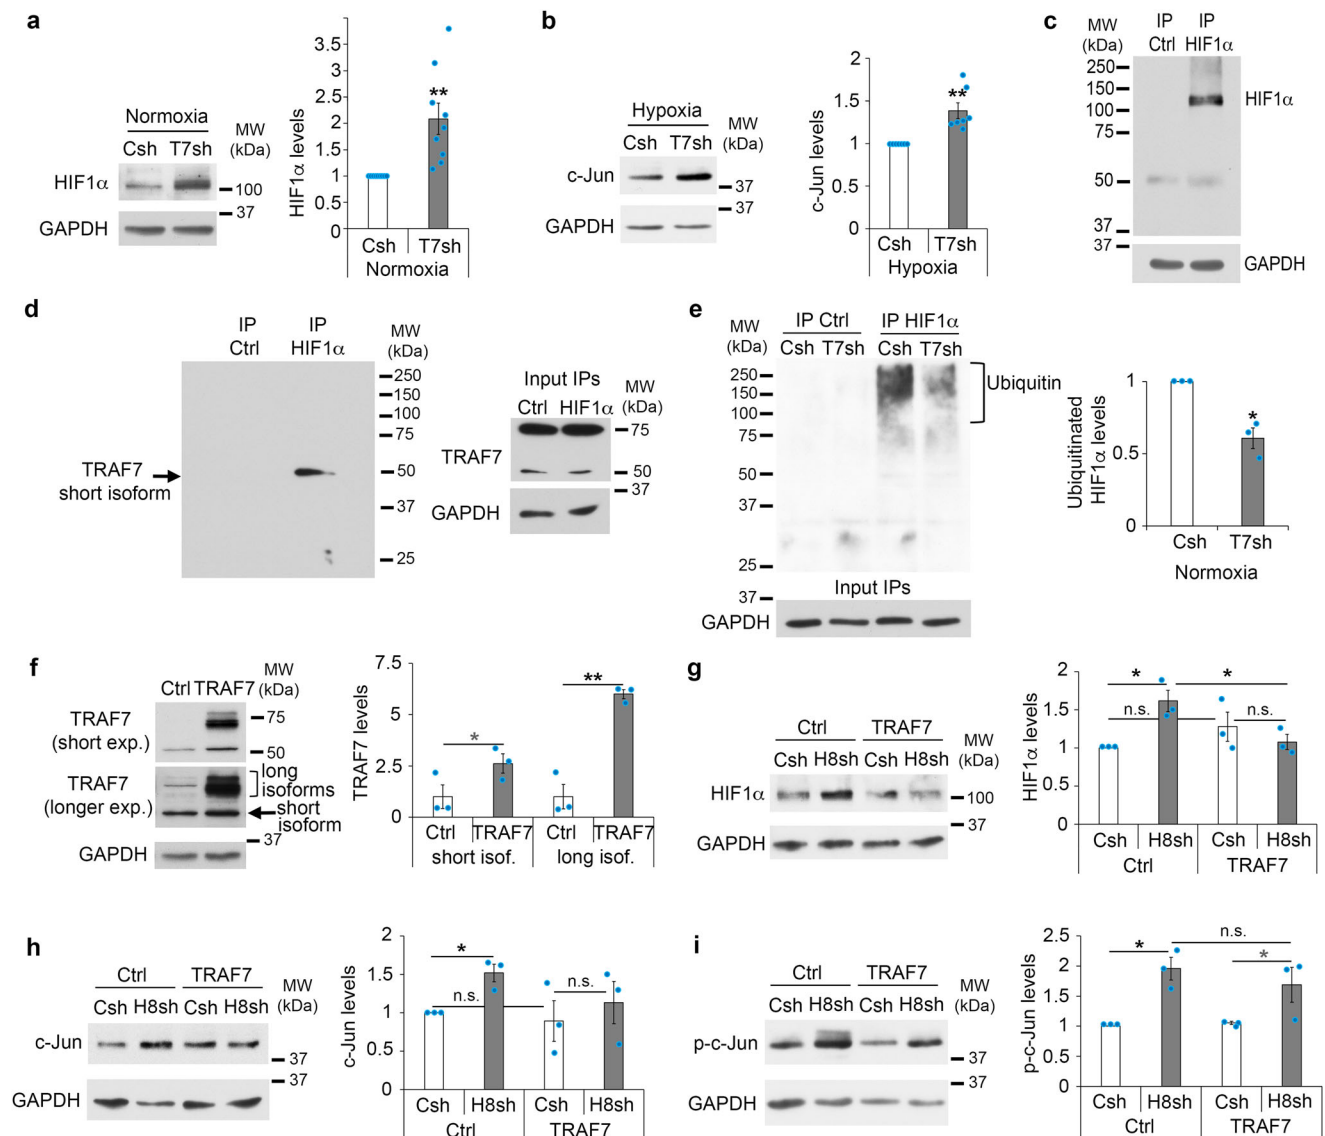 a
Normoxia
Csh T7sh
MW
(kDa)
HIF1α
100
37
GAPDH
HIF1α levels
3.5
3
2.5
2
1.5
1
0.5
0
**
Csh T7sh
Normoxia
b
Hypoxia
Csh T7sh
MW
(kDa)
c-Jun
37
37
GAPDH
c-Jun levels
2
1.5
1
0.5
0
**
Csh T7sh
Hypoxia
c
MW
(kDa)
IP
Ctrl
IP
HIF1α
250
150
100
75
50
37
37
HIF1α
GAPDH
d
IP
Ctrl
IP
HIF1α
MW
(kDa)
250
150
100
75
50
37
25
TRAF7
short isoform
Input IPs
Ctrl HIF1α
MW
(kDa)
TRAF7
75
50
37
GAPDH
e
MW
(kDa)
IP Ctrl IP HIF1α
Csh T7sh Csh T7sh
250
150
100
75
50
37
25
37
Ubiquitin
Input IPs
GAPDH
Ubiquitinated
HIF1α levels
1
0.5
0
*
Csh T7sh
Normoxia
f
Ctrl TRAF7
MW
(kDa)
TRAF7
(short exp.)
75
50
TRAF7
(longer exp.)
long
isoforms
short
isoform
37
GAPDH
TRAF7 levels
7.5
5
2.5
0
*
**
Ctrl TRAF7 Ctrl TRAF7
short isof. long isof.
g
Ctrl TRAF7
Csh H8sh Csh H8sh
MW
(kDa)
HIF1α
100
37
GAPDH
HIF1α levels
2
1.5
1
0.5
0
* *
n.s. n.s.
Csh H8sh Csh H8sh
Ctrl TRAF7
h
Ctrl TRAF7
Csh H8sh Csh H8sh
MW
(kDa)
c-Jun
37
37
GAPDH
c-Jun levels
2
1.5
1
0.5
0
*
n.s. n.s.
Csh H8sh Csh H8sh
Ctrl TRAF7
i
Ctrl TRAF7
Csh H8sh Csh H8sh
MW
(kDa)
p-c-Jun
37
37
GAPDH
p-c-Jun levels
2.5
2
1.5
1
0.5
0
n.s.
* *
Csh H8sh Csh H8sh
Ctrl TRAF7